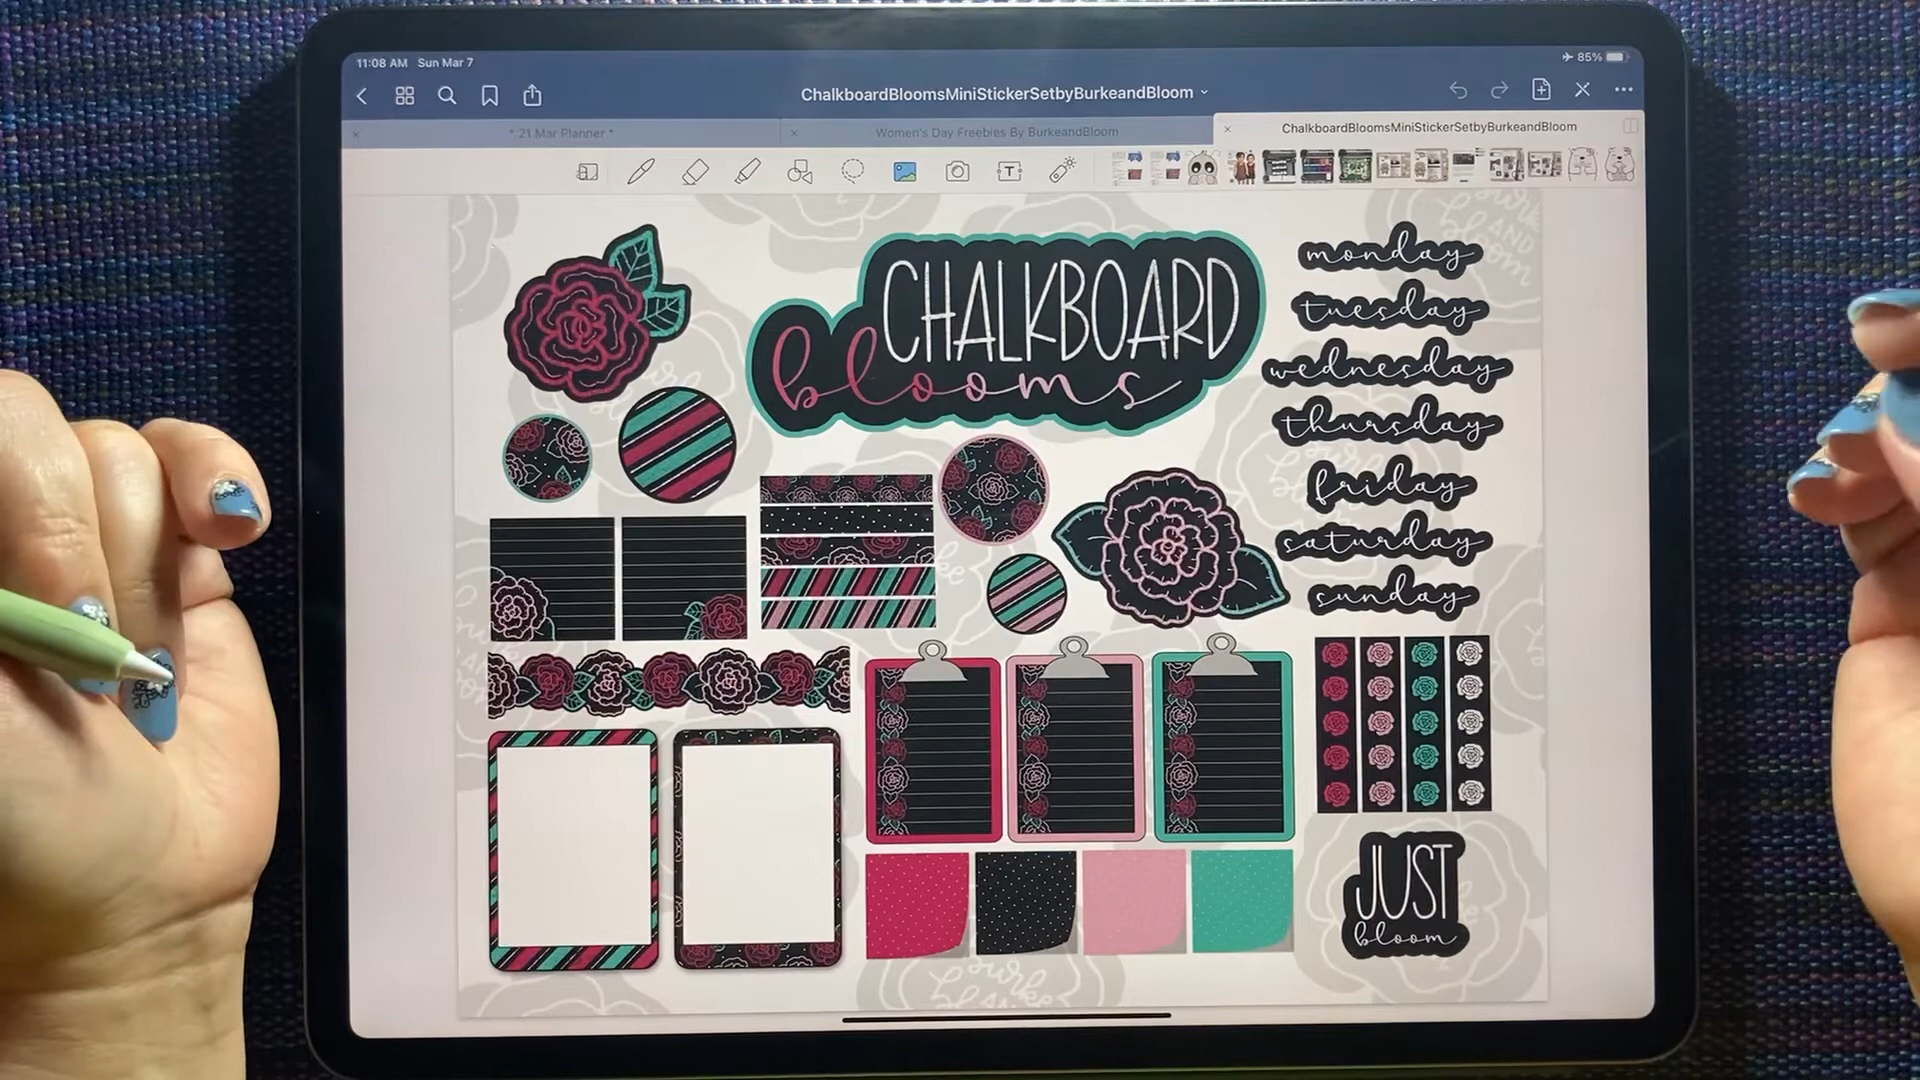 11:08 AM Sun Mar 7
85%
ChalkboardBloomsMiniStickerSetbyBurkeandBloom
* 21 Mar Planner *
Women's Day Freebies By BurkeandBloom
ChalkboardBloomsMiniStickerSetbyBurkeandBloom
CHALKBOARD
blooms
monday
tuesday
wednesday
thursday
friday
saturday
sunday
JUST
bloom